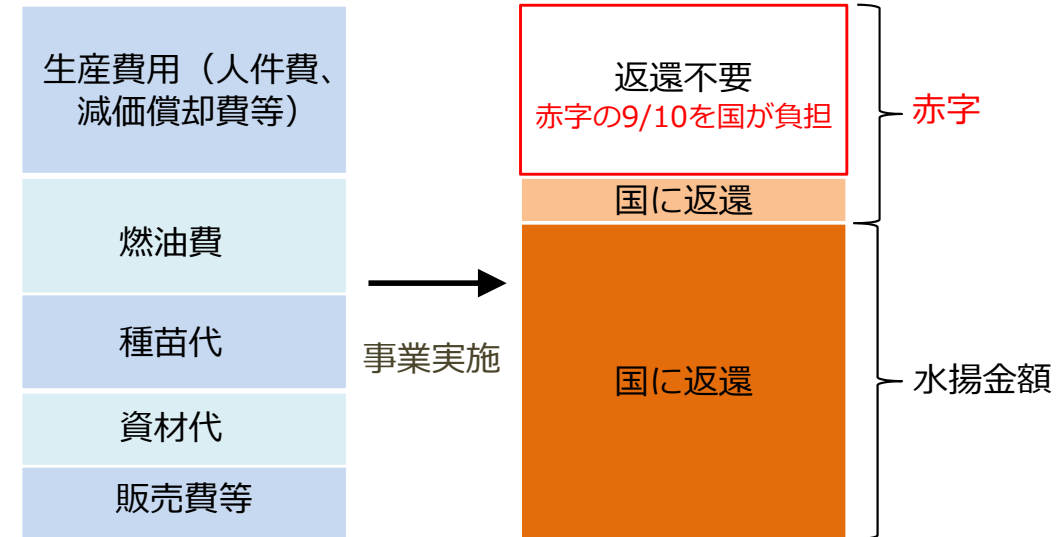 生産費用（人件費、
減価償却費等）
燃油費
種苗代
資材代
販売費等
事業実施
返還不要
赤字の9/10を国が負担
国に返還
国に返還
赤字
水揚金額